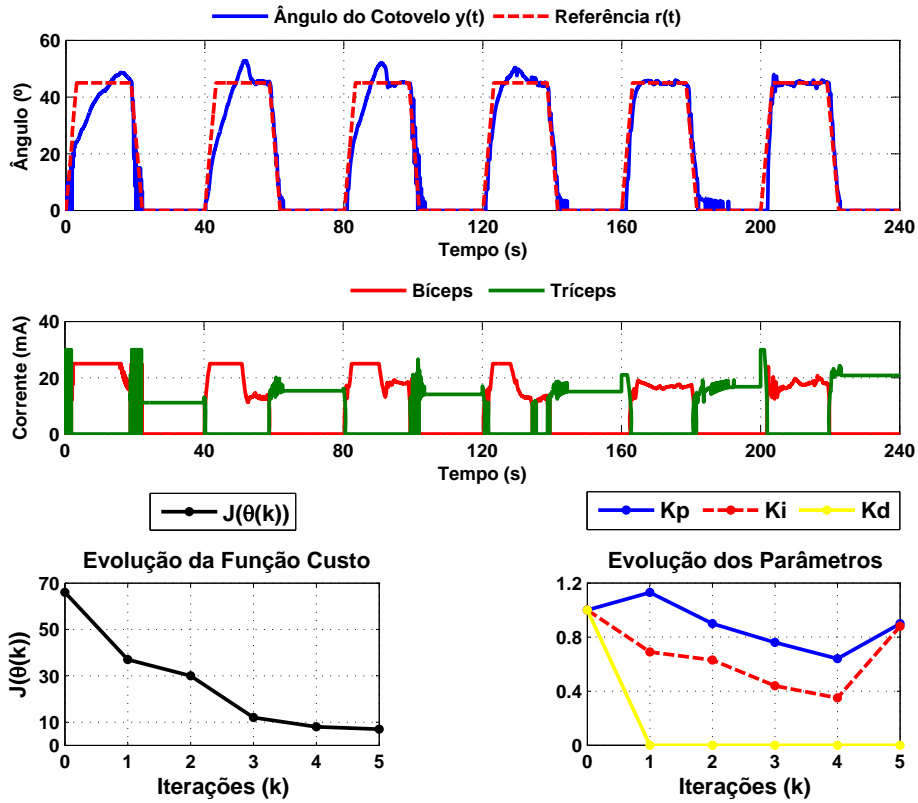 Ângulo do Cotovelo y(t) Referência r(t)
60
40
20
0
Ângulo (º)
0 40 80 120 160 200 240
Tempo (s)
Bíceps Tríceps
40
20
0
Corrente (mA)
0 40 80 120 160 200 240
Tempo (s)
J(θ(k))
Kp Ki Kd
Evolução da Função Custo
70
50
30
10
0
J(θ(k))
0 1 2 3 4 5
Iterações (k)
Evolução dos Parâmetros
1.2
0.8
0.4
0
0 1 2 3 4 5
Iterações (k)